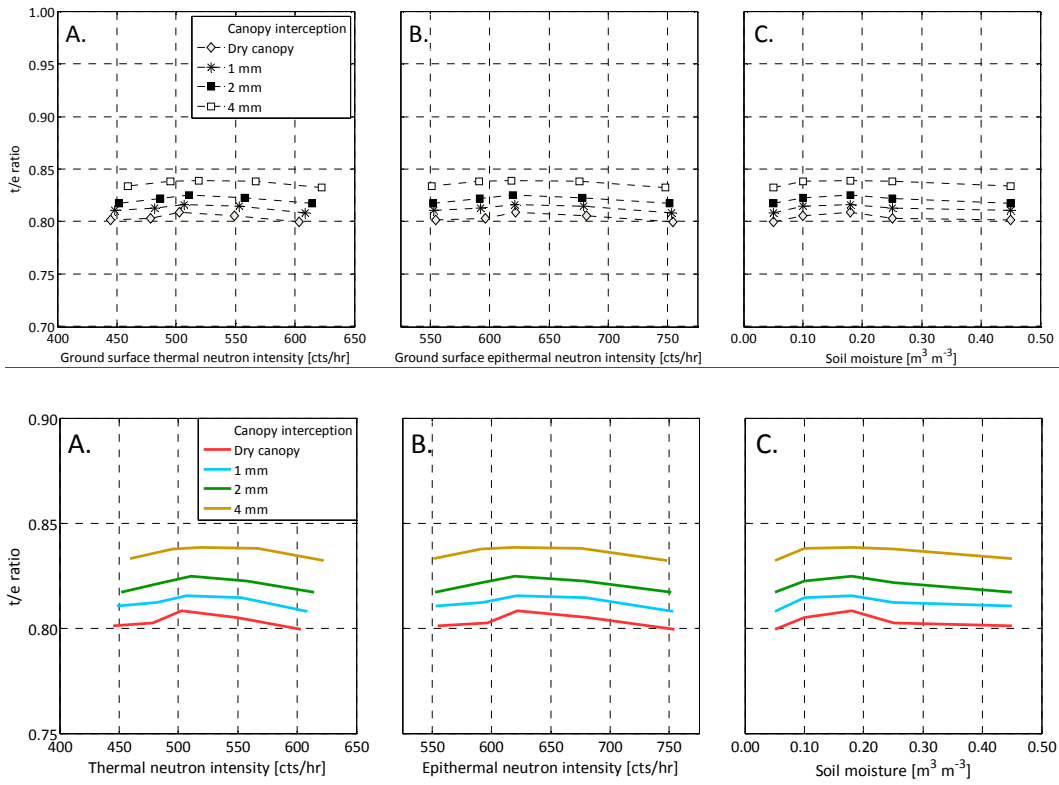 A.
Canopy interception
Dry canopy
1 mm
2 mm
4 mm
B.
C.
1.00
0.95
0.90
0.85
0.80
0.75
0.70
t/e ratio
400 450 500 550 600 650
550 600 650 700 750
0.00 0.10 0.20 0.30 0.40 0.50
Ground surface thermal neutron intensity [cts/hr]
Ground surface epithermal neutron intensity [cts/hr]
Soil moisture [m³ m⁻³]
A.
Canopy interception
Dry canopy
1 mm
2 mm
4 mm
B.
C.
0.90
0.85
0.80
0.75
t/e ratio
400 450 500 550 600 650
550 600 650 700 750
0.00 0.10 0.20 0.30 0.40 0.50
Thermal neutron intensity [cts/hr]
Epithermal neutron intensity [cts/hr]
Soil moisture [m³ m⁻³]